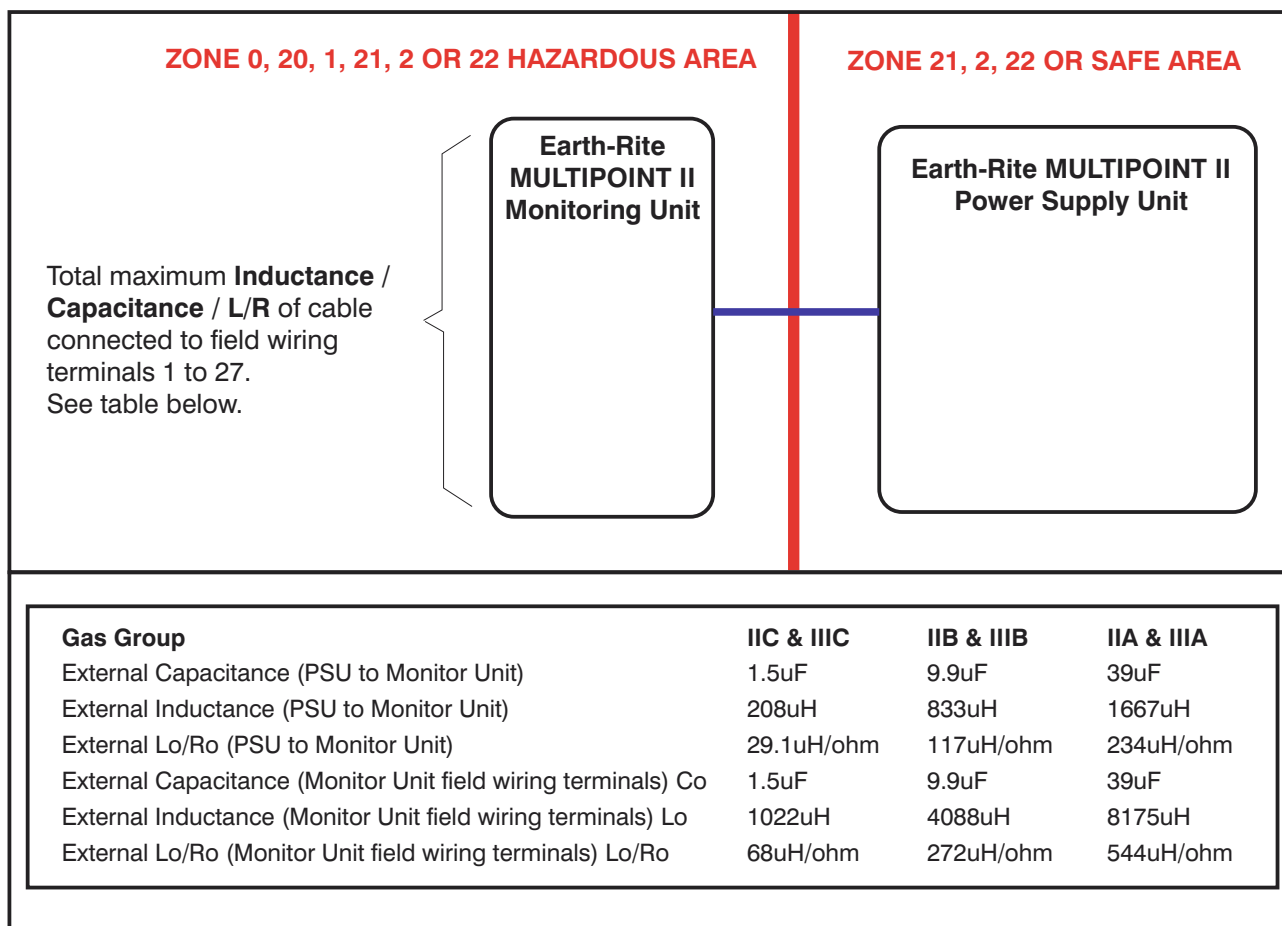 ZONE 0, 20, 1, 21, 2 OR 22 HAZARDOUS AREA
ZONE 21, 2, 22 OR SAFE AREA
Earth-Rite
MULTIPOINT II
Monitoring Unit
Earth-Rite MULTIPOINT II
Power Supply Unit
Total maximum Inductance /
Capacitance / L/R of cable
connected to field wiring
terminals 1 to 27.
See table below.
Gas Group IIC & IIIC IIB & IIIB IIA & IIIA
External Capacitance (PSU to Monitor Unit) 1.5uF 9.9uF 39uF
External Inductance (PSU to Monitor Unit) 208uH 833uH 1667uH
External Lo/Ro (PSU to Monitor Unit) 29.1uH/ohm 117uH/ohm 234uH/ohm
External Capacitance (Monitor Unit field wiring terminals) Co 1.5uF 9.9uF 39uF
External Inductance (Monitor Unit field wiring terminals) Lo 1022uH 4088uH 8175uH
External Lo/Ro (Monitor Unit field wiring terminals) Lo/Ro 68uH/ohm 272uH/ohm 544uH/ohm